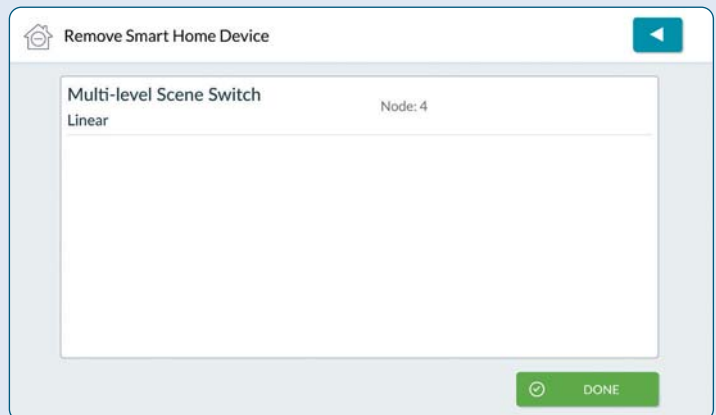 Remove Smart Home Device
Multi-level Scene Switch
Node: 4
Linear
DONE